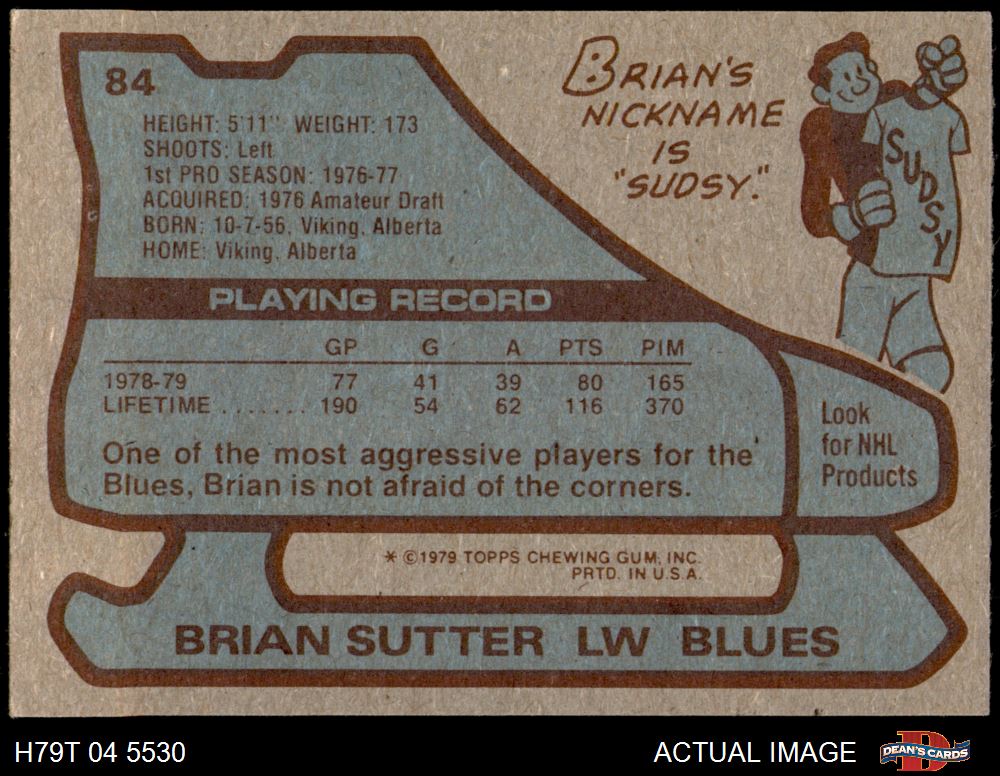 84
HEIGHT: 5'11" WEIGHT: 173
SHOOTS: Left
1st PRO SEASON: 1976-77
ACQUIRED: 1976 Amateur Draft
BORN: 10-7-56, Viking, Alberta
HOME: Viking, Alberta
BRIAN'S
NICKNAME
IS
"SUDSY."
SUDSY
PLAYING RECORD
GP G A PTS PIM
1978-79 77 41 39 80 165
LIFETIME ....... 190 54 62 116 370
One of the most aggressive players for the
Blues, Brian is not afraid of the corners.
Look
for NHL
Products
* ©1979 TOPPS CHEWING GUM, INC.
PRTD. IN U.S.A.
BRIAN SUTTER LW BLUES
H79T 04 5530
ACTUAL IMAGE
DEAN'S CARDS